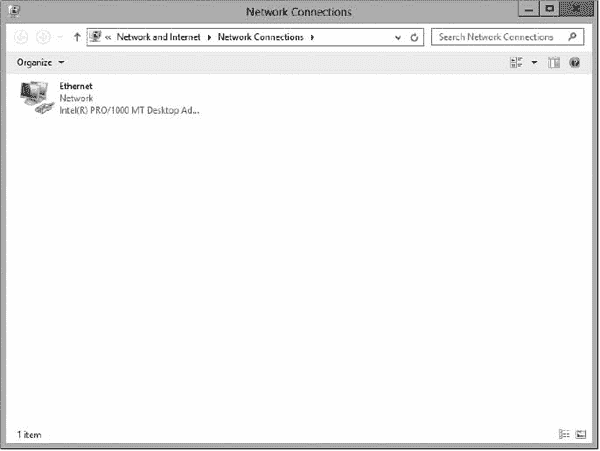 Network Connections
« Network and Internet Network Connections
Search Network Connections
Organize
Ethernet
Network
Intel(R) PRO/1000 MT Desktop Ad...
1 item